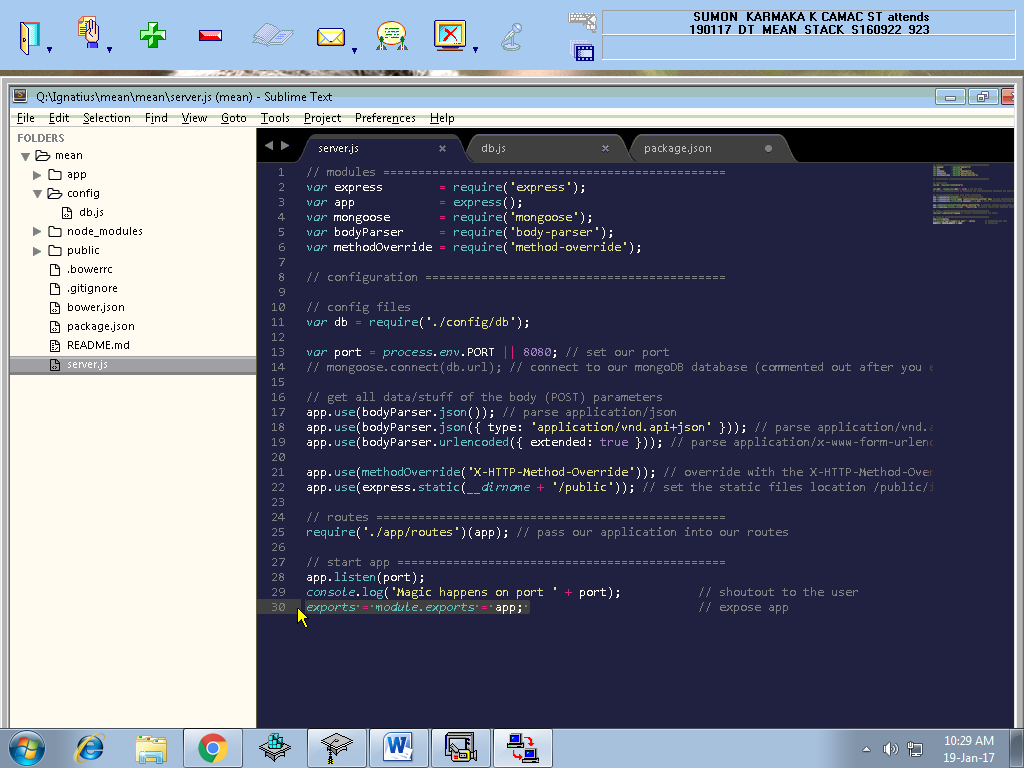 SUMON KARMAKA K CAMAC ST attends
190117 DT MEAN STACK S160922 923
Q:\Ignatius\mean\mean\server.js (mean) - Sublime Text
File Edit Selection Find View Goto Tools Project Preferences Help
FOLDERS
mean
app
config
db.js
node_modules
public
.bowerrc
.gitignore
bower.json
package.json
README.md
server.js
server.js × db.js × package.json
1 // modules =================================================
2 var express = require('express');
3 var app = express();
4 var mongoose = require('mongoose');
5 var bodyParser = require('body-parser');
6 var methodOverride = require('method-override');
7
8 // configuration ===========================================
9
10 // config files
11 var db = require('./config/db');
12
13 var port = process.env.PORT || 8080; // set our port
14 // mongoose.connect(db.url); // connect to our mongoDB database (commented out after you e
15
16 // get all data/stuff of the body (POST) parameters
17 app.use(bodyParser.json()); // parse application/json
18 app.use(bodyParser.json({ type: 'application/vnd.api+json' })); // parse application/vnd.a
19 app.use(bodyParser.urlencoded({ extended: true })); // parse application/x-www-form-urlenc
20
21 app.use(methodOverride('X-HTTP-Method-Override')); // override with the X-HTTP-Method-Over
22 app.use(express.static(__dirname + '/public')); // set the static files location /public/i
23
24 // routes ==================================================
25 require('./app/routes')(app); // pass our application into our routes
26
27 // start app ===============================================
28 app.listen(port);
29 console.log('Magic happens on port ' + port); // shoutout to the user
30 exports = module.exports = app; // expose app
10:29 AM
19-Jan-17